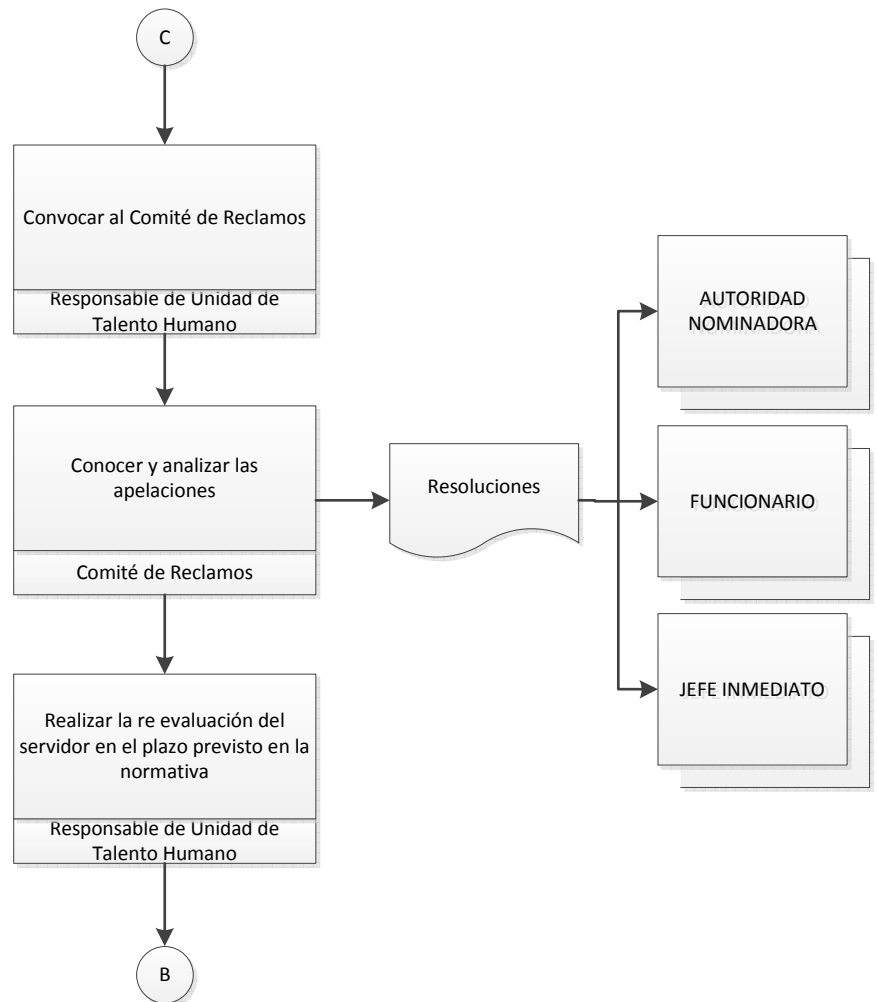 C
Convocar al Comité de Reclamos
Responsable de Unidad de
Talento Humano
Conocer y analizar las
apelaciones
Comité de Reclamos
Resoluciones
AUTORIDAD
NOMINADORA
FUNCIONARIO
JEFE INMEDIATO
Realizar la re evaluación del
servidor en el plazo previsto en la
normativa
Responsable de Unidad de
Talento Humano
B